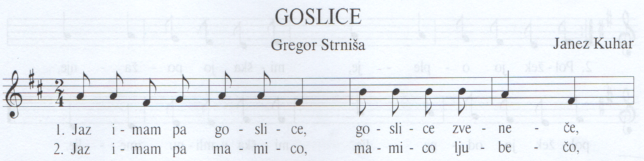 GOSLICE
Gregor Strniša
Janez Kuhar
1. Jaz i - mam pa go - sli - ce, go - sli - ce zve - ne - če,
2. Jaz i - mam pa ma - mi - co, ma - mi - co lju be - čo,